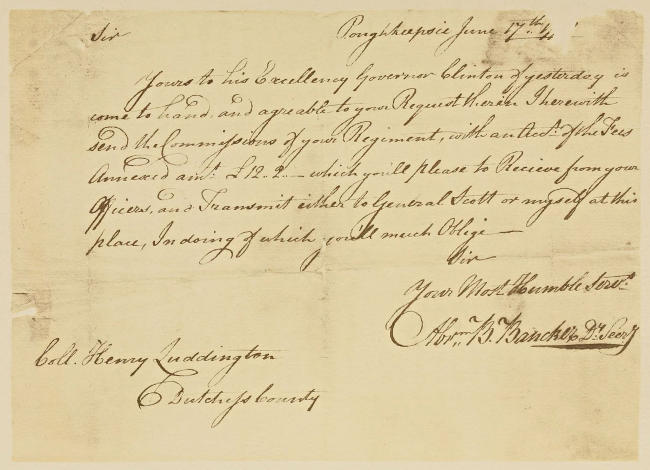 Sir
Poughkeepsie June 17th
Yours to his Excellency Governor Clinton of yesterday is
come to hand, and agreable to your Request therein I herewith
send the Commissions of your Regiment, with an Acct. of the Fees
Annexed amt. £12..2.— which you'll please to Recieve from your
Officers, and Transmit either to General Scott or myself at this
place, In doing of which you'll much Oblige —
Sir
Your Most Humble Servt.
Abrm. B. Bancker Dy. Secry
Coll. Henry Luddington
Dutchess County